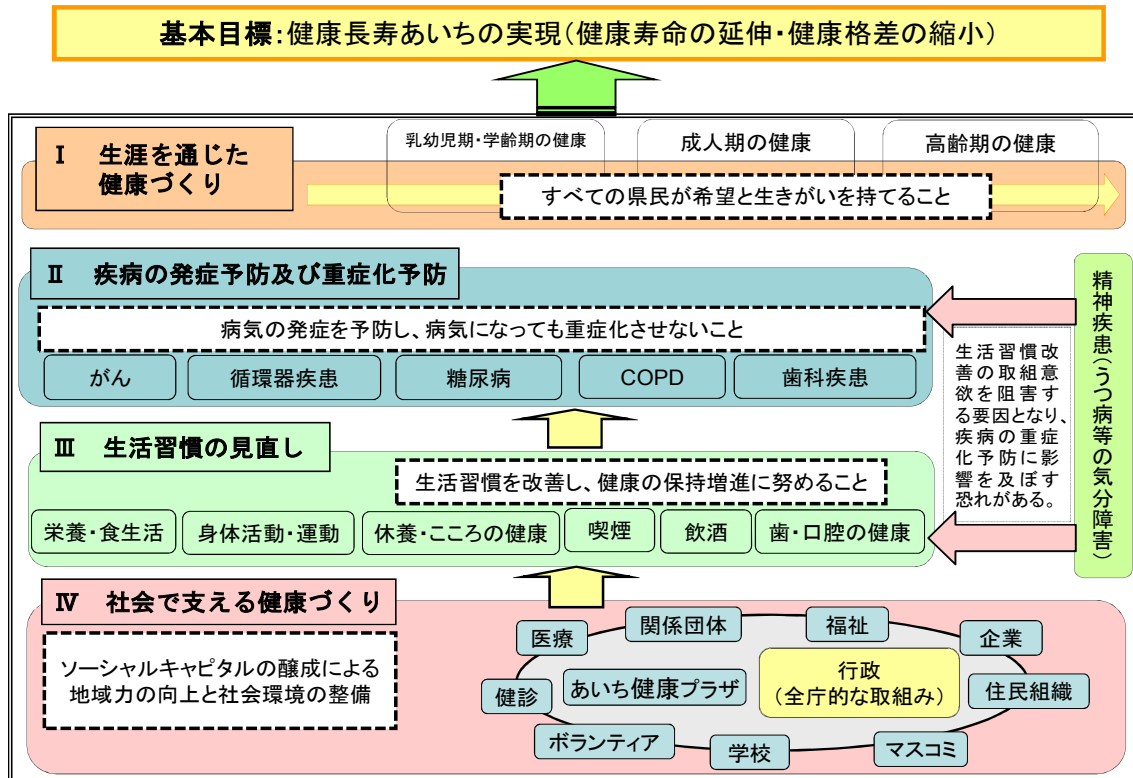 基本目標:健康長寿あいちの実現(健康寿命の延伸・健康格差の縮小)
Ⅰ 生涯を通じた
健康づくり
乳幼児期・学齢期の健康
成人期の健康
高齢期の健康
すべての県民が希望と生きがいを持てること
Ⅱ 疾病の発症予防及び重症化予防
病気の発症を予防し、病気になっても重症化させないこと
がん
循環器疾患
糖尿病
COPD
歯科疾患
精神疾患(うつ病等の気分障害)
生活習慣改
善の取組意
欲を阻害す
る要因となり、
疾病の重症
化予防に影
響を及ぼす
恐れがある。
Ⅲ 生活習慣の見直し
生活習慣を改善し、健康の保持増進に努めること
栄養・食生活
身体活動・運動
休養・こころの健康
喫煙
飲酒
歯・口腔の健康
Ⅳ 社会で支える健康づくり
ソーシャルキャピタルの醸成による
地域力の向上と社会環境の整備
医療
関係団体
福祉
企業
健診
あいち健康プラザ
行政
(全庁的な取組み)
住民組織
ボランティア
学校
マスコミ